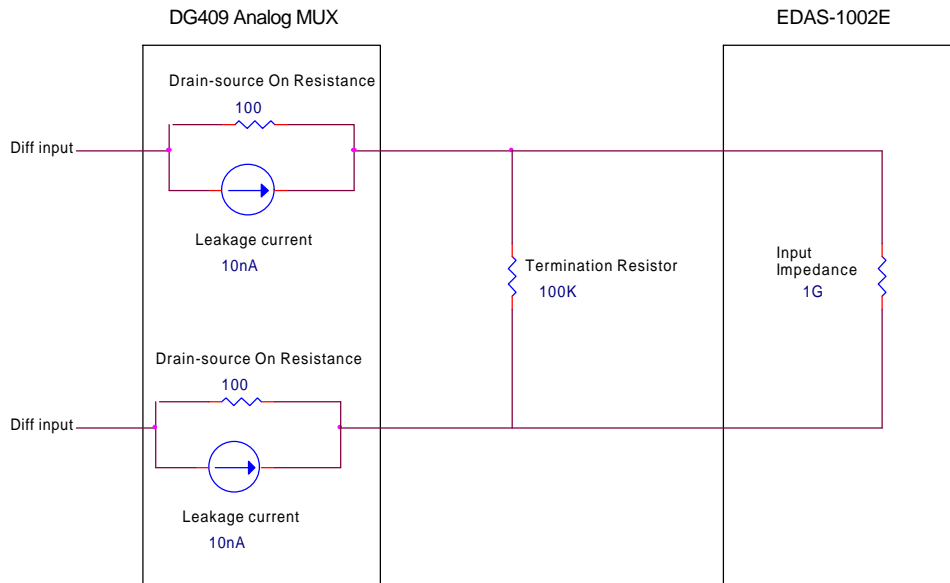 DG409 Analog MUX
EDAS-1002E
Drain-source On Resistance
100
Diff input
Leakage current
10nA
Termination Resistor
100K
Input
Impedance
1G
Drain-source On Resistance
100
Diff input
Leakage current
10nA